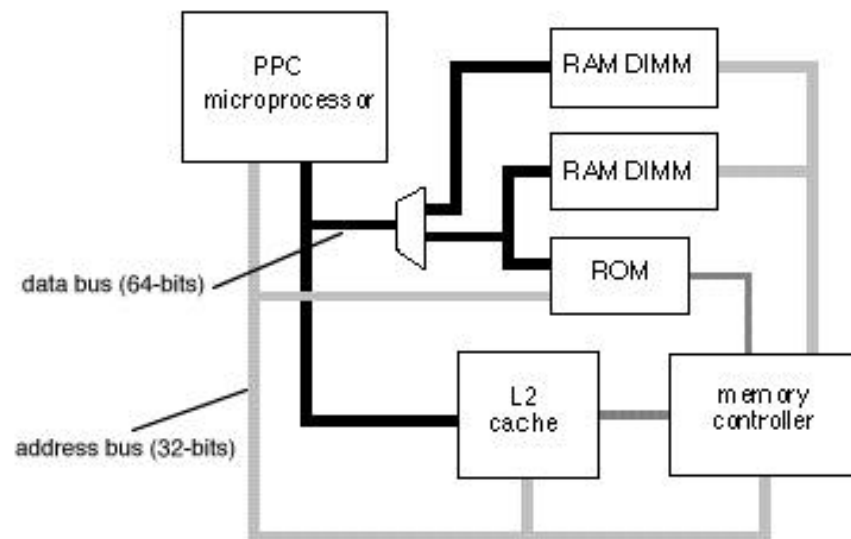 PPC
microprocessor
RAM DIMM
RAM DIMM
ROM
data bus (64-bits)
L2
cache
memory
controller
address bus (32-bits)